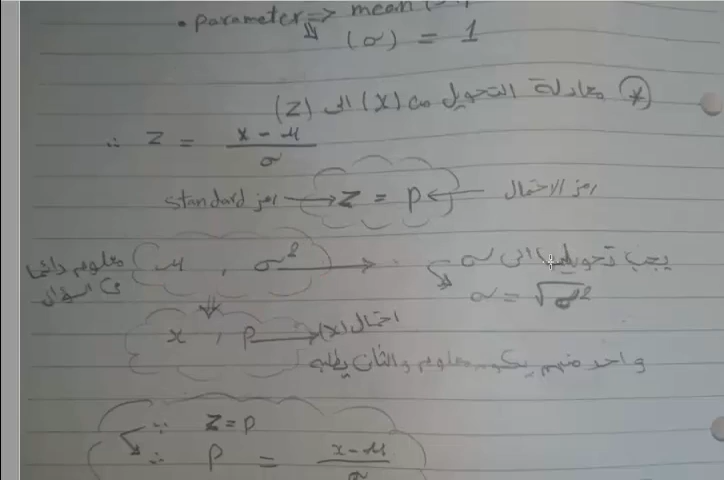 • parameter => mean
(σ) = 1
* معادلة التحويل من (X) الى (Z)
∴ Z = (x - μ) / σ
standard رمز → Z = P ← رمز الاحتمال
معلوم دائما في السؤال μ , σ² → يجب تحويلها الى σ
σ = √σ²
x , P → احتمال (x)
واحد منهم يكون معلوم والثان يطلبه
∵ Z = P
∴ P = (x - μ) / σ